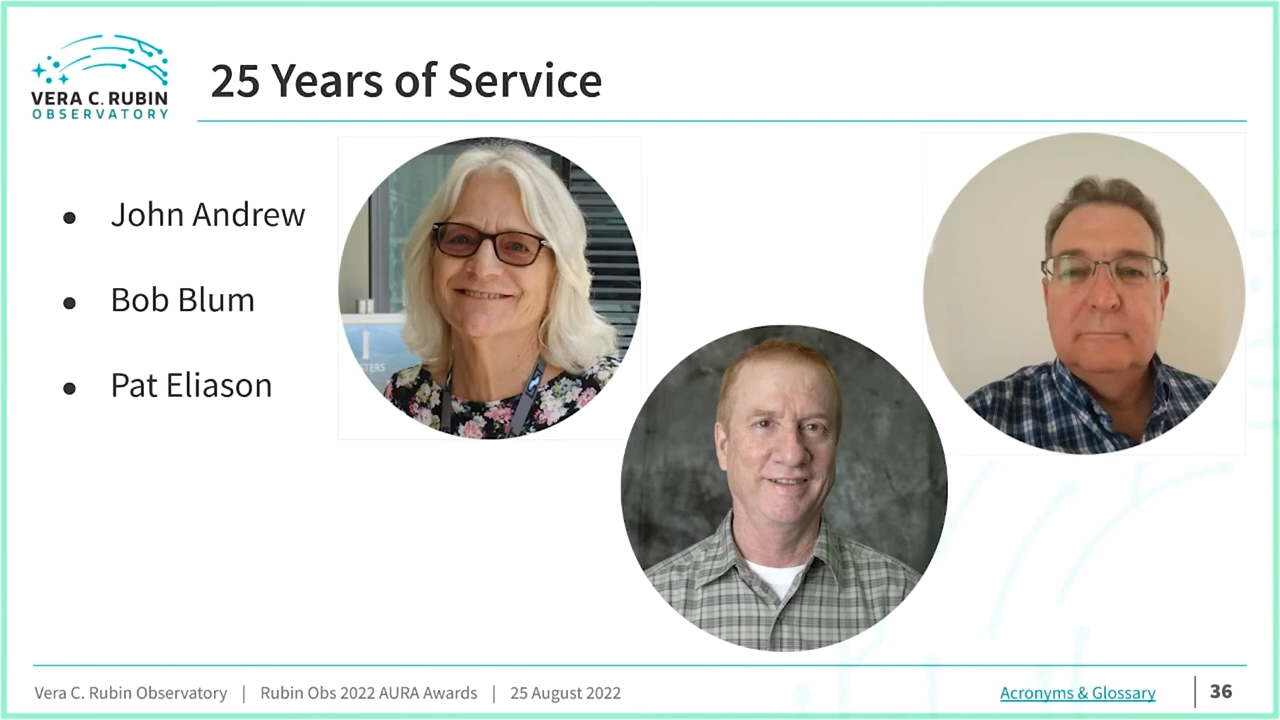 VERA C. RUBIN
OBSERVATORY
25 Years of Service
• John Andrew
• Bob Blum
• Pat Eliason
Vera C. Rubin Observatory | Rubin Obs 2022 AURA Awards | 25 August 2022
Acronyms & Glossary | 36